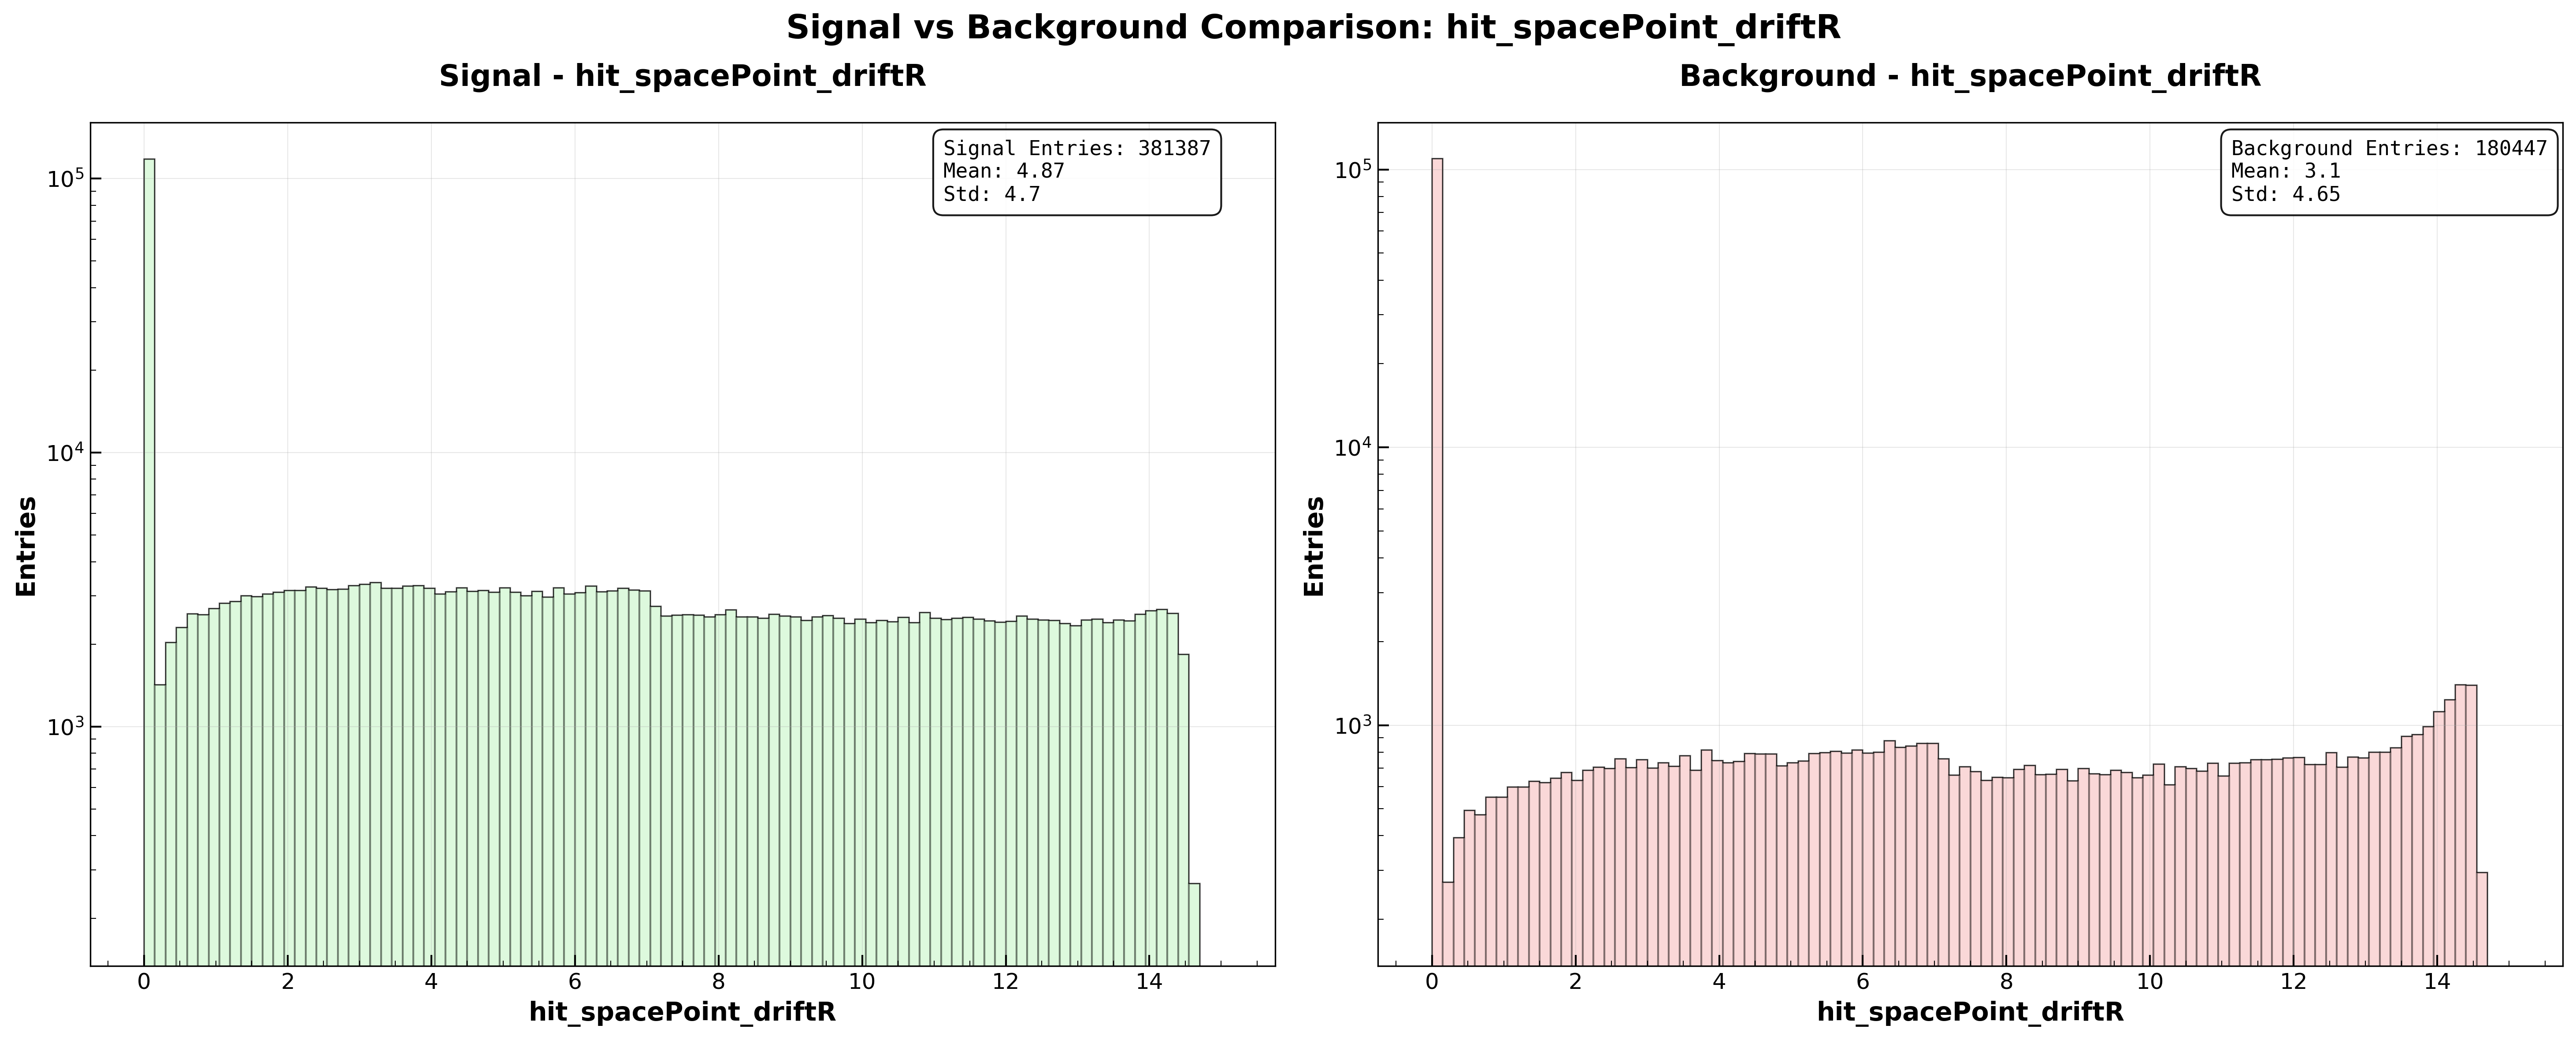 Signal vs Background Comparison: hit_spacePoint_driftR
Signal - hit_spacePoint_driftR
Signal Entries: 381387
Mean: 4.87
Std: 4.7
10^5
10^4
10^3
Entries
0 2 4 6 8 10 12 14
hit_spacePoint_driftR
Background - hit_spacePoint_driftR
Background Entries: 180447
Mean: 3.1
Std: 4.65
10^5
10^4
10^3
Entries
0 2 4 6 8 10 12 14
hit_spacePoint_driftR